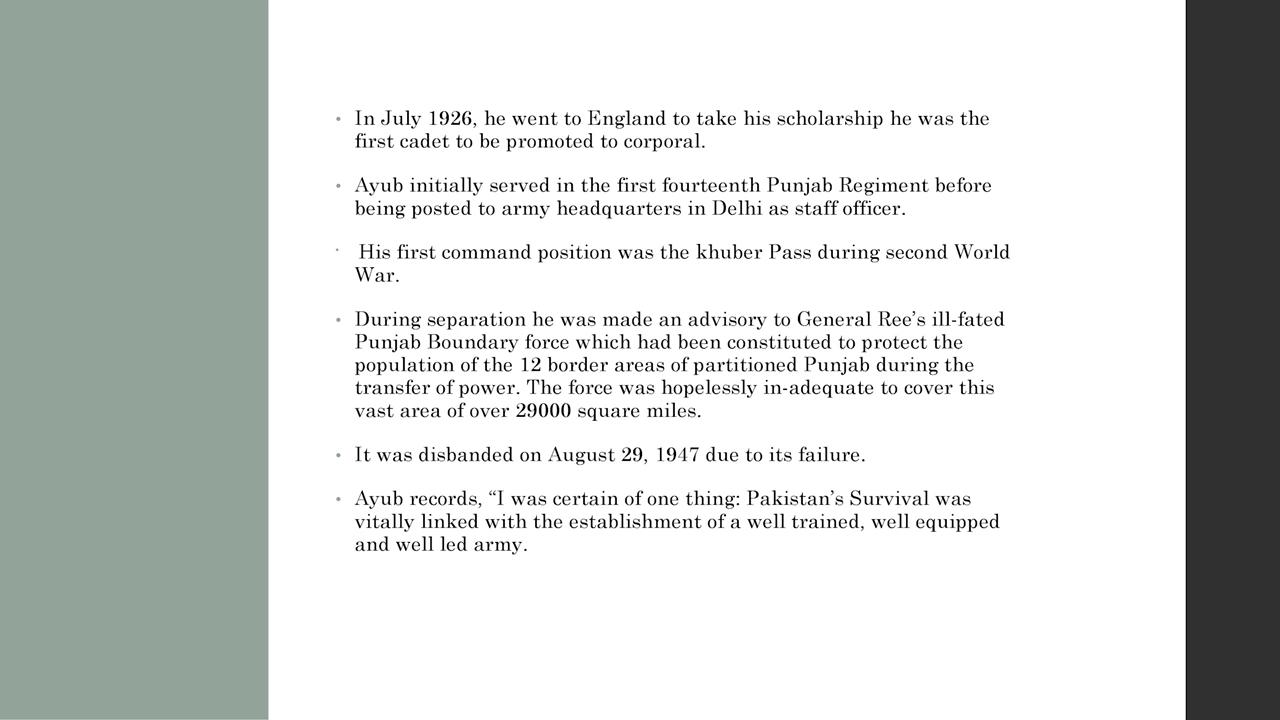 • In July 1926, he went to England to take his scholarship he was the
first cadet to be promoted to corporal.
• Ayub initially served in the first fourteenth Punjab Regiment before
being posted to army headquarters in Delhi as staff officer.
• His first command position was the khuber Pass during second World
War.
• During separation he was made an advisory to General Ree’s ill-fated
Punjab Boundary force which had been constituted to protect the
population of the 12 border areas of partitioned Punjab during the
transfer of power. The force was hopelessly in-adequate to cover this
vast area of over 29000 square miles.
• It was disbanded on August 29, 1947 due to its failure.
• Ayub records, “I was certain of one thing: Pakistan’s Survival was
vitally linked with the establishment of a well trained, well equipped
and well led army.